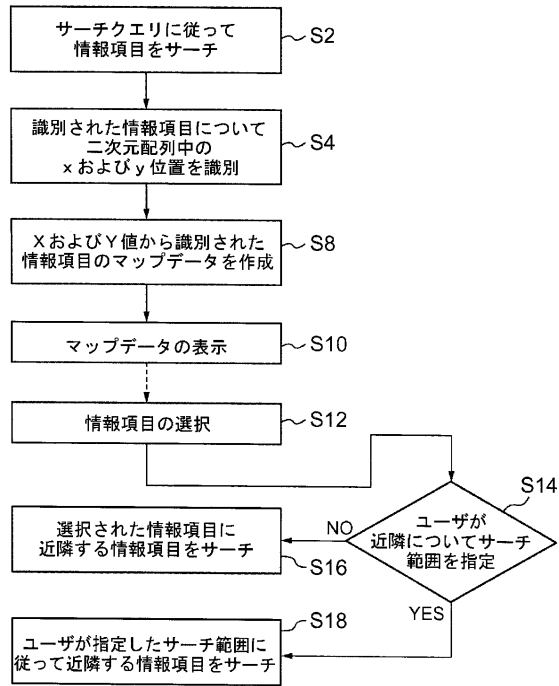 サーチクエリに従って
情報項目をサーチ
S2
識別された情報項目について
二次元配列中の
xおよびy位置を識別
S4
XおよびY値から識別された
情報項目のマップデータを作成
S8
マップデータの表示
S10
情報項目の選択
S12
S14
ユーザが
近隣についてサーチ
範囲を指定
NO
選択された情報項目に
近隣する情報項目をサーチ
S16
YES
S18
ユーザが指定したサーチ範囲に
従って近隣する情報項目をサーチ